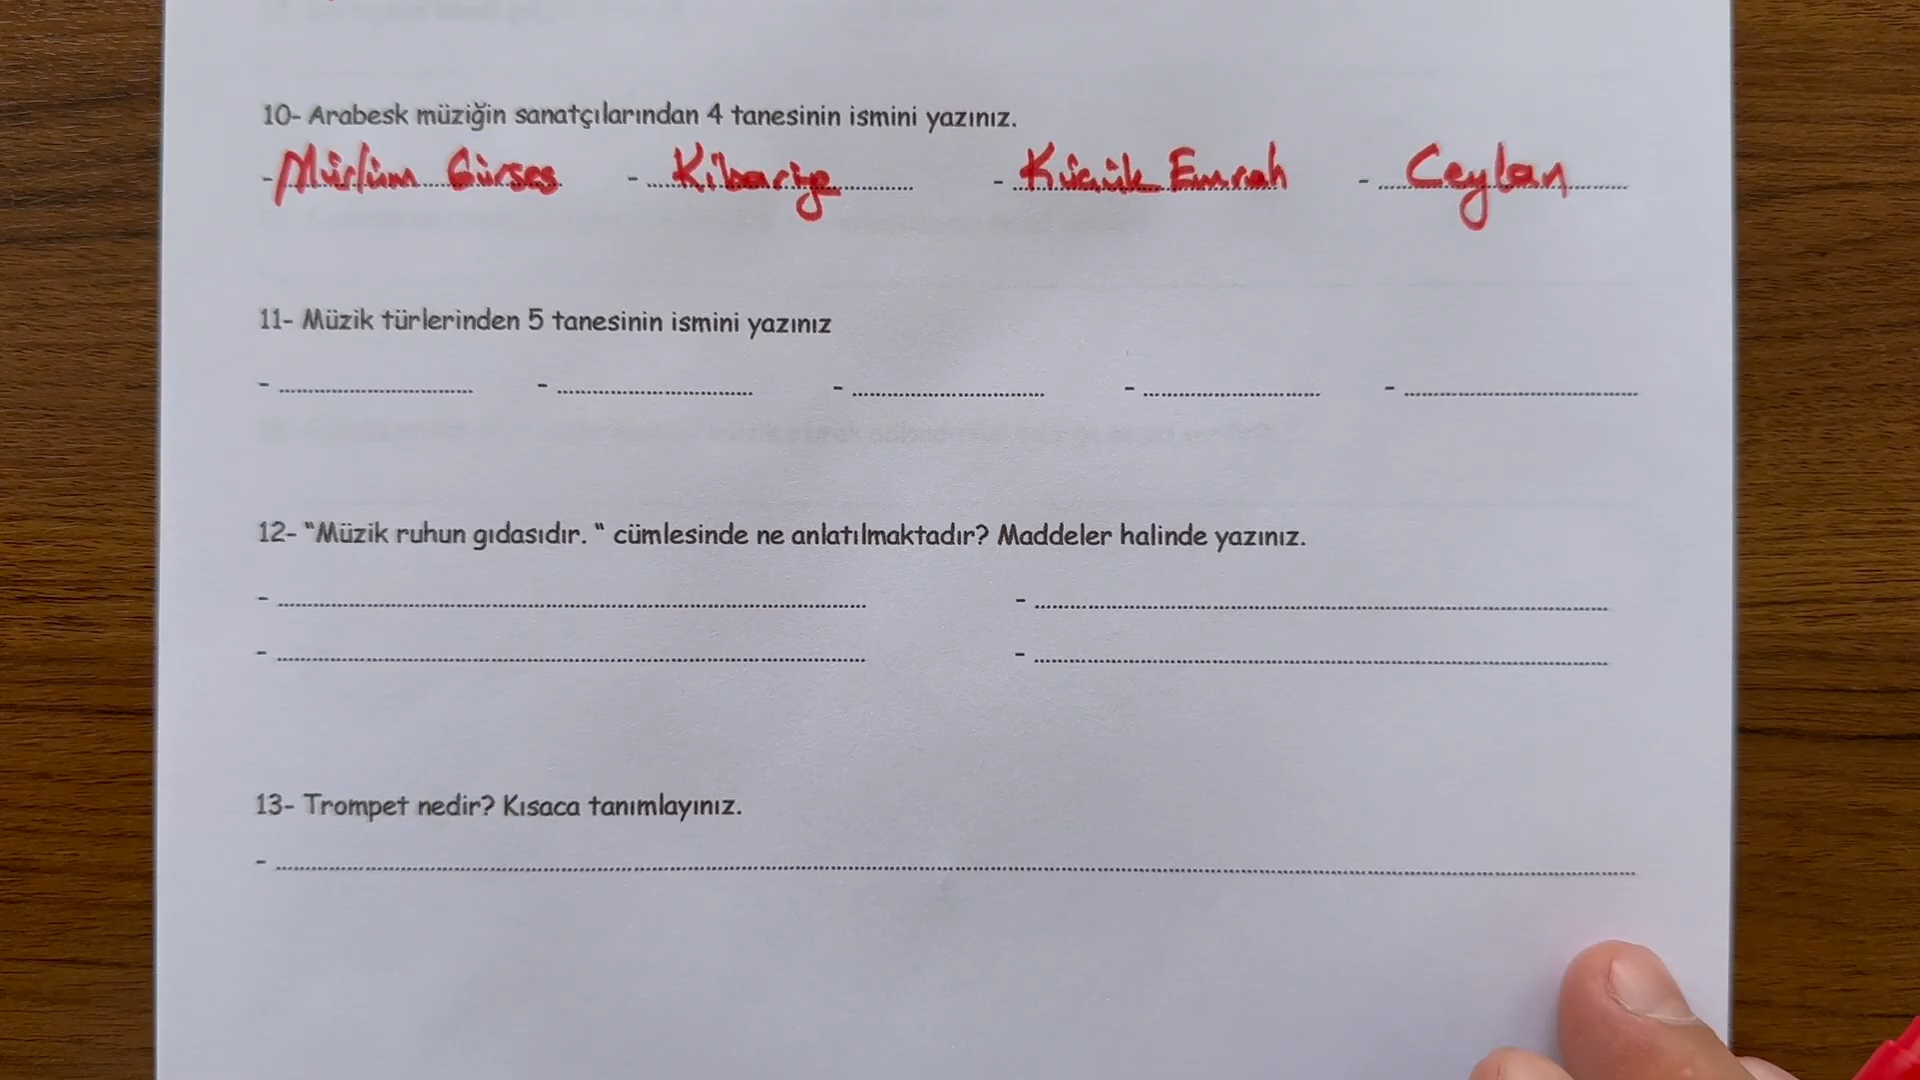 10- Arabesk müziğin sanatçılarından 4 tanesinin ismini yazınız.
- Müslüm Gürses - Kibariye - Küçük Emrah - Ceylan
11- Müzik türlerinden 5 tanesinin ismini yazınız
- - - - -
12- "Müzik ruhun gıdasıdır. " cümlesinde ne anlatılmaktadır? Maddeler halinde yazınız.
- -
- -
13- Trompet nedir? Kısaca tanımlayınız.
-